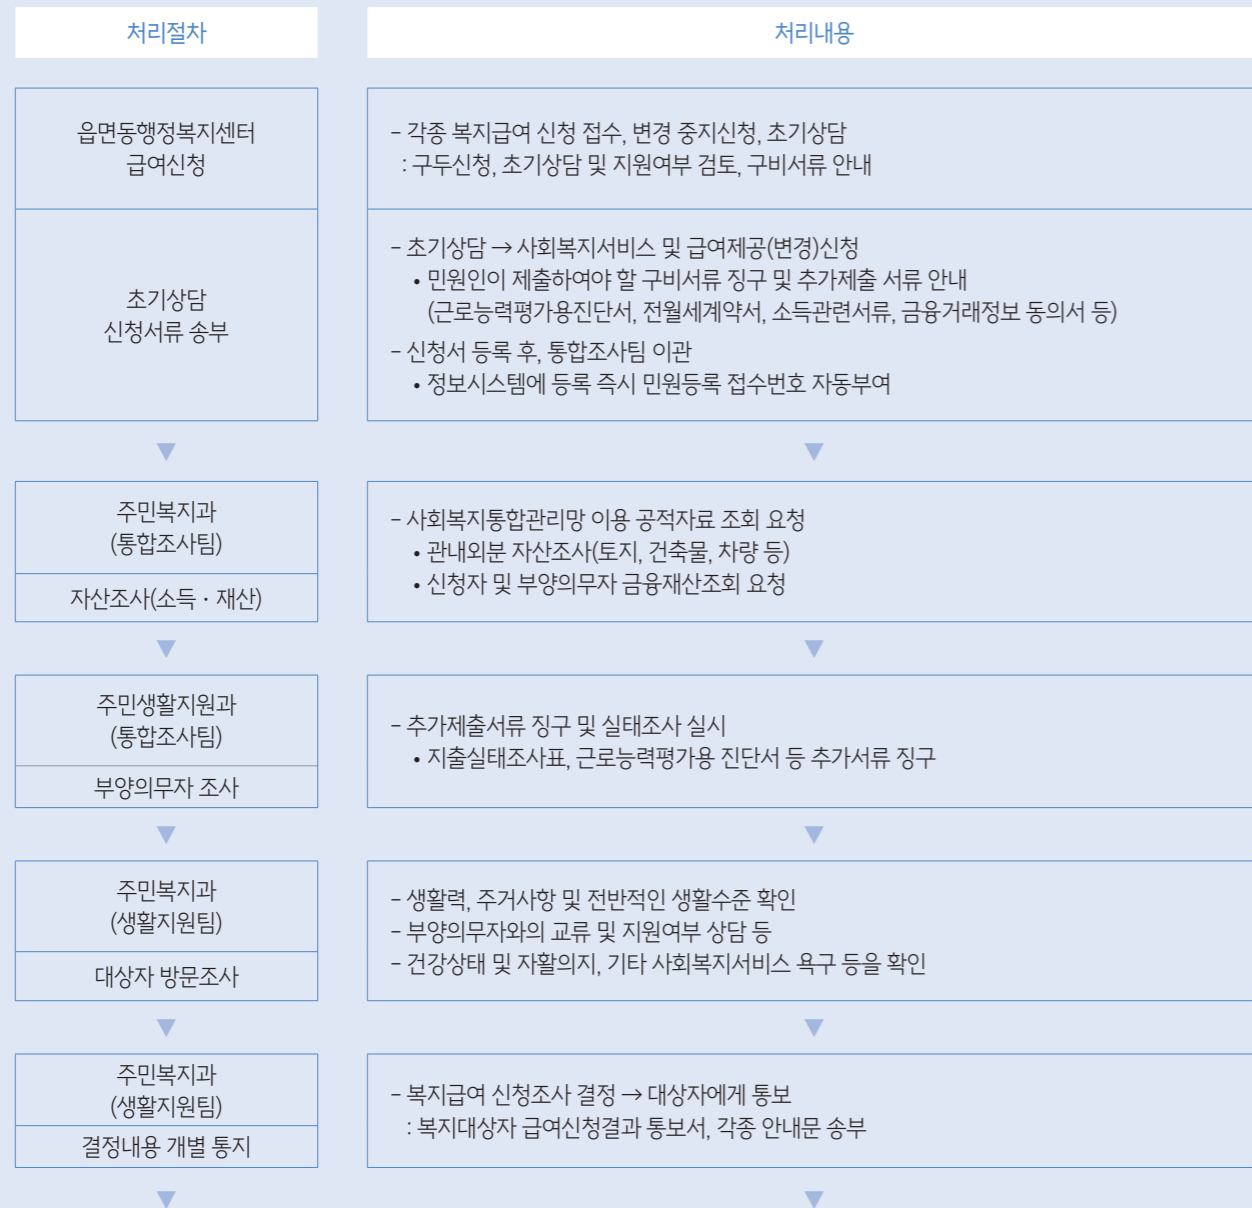 처리절차
처리내용
읍면동행정복지센터
급여신청
- 각종 복지급여 신청 접수, 변경 중지신청, 초기상담
: 구두신청, 초기상담 및 지원여부 검토, 구비서류 안내
초기상담
신청서류 송부
- 초기상담 → 사회복지서비스 및 급여제공(변경)신청
• 민원인이 제출하여야 할 구비서류 징구 및 추가제출 서류 안내
(근로능력평가용진단서, 전월세계약서, 소득관련서류, 금융거래정보 동의서 등)
- 신청서 등록 후, 통합조사팀 이관
• 정보시스템에 등록 즉시 민원등록 접수번호 자동부여
주민복지과
(통합조사팀)
자산조사(소득 · 재산)
- 사회복지통합관리망 이용 공적자료 조회 요청
• 관내외분 자산조사(토지, 건축물, 차량 등)
• 신청자 및 부양의무자 금융재산조회 요청
주민생활지원과
(통합조사팀)
부양의무자 조사
- 추가제출서류 징구 및 실태조사 실시
• 지출실태조사표, 근로능력평가용 진단서 등 추가서류 징구
주민복지과
(생활지원팀)
대상자 방문조사
- 생활력, 주거사항 및 전반적인 생활수준 확인
- 부양의무자와의 교류 및 지원여부 상담 등
- 건강상태 및 자활의지, 기타 사회복지서비스 욕구 등을 확인
주민복지과
(생활지원팀)
결정내용 개별 통지
- 복지급여 신청조사 결정 → 대상자에게 통보
: 복지대상자 급여신청결과 통보서, 각종 안내문 송부